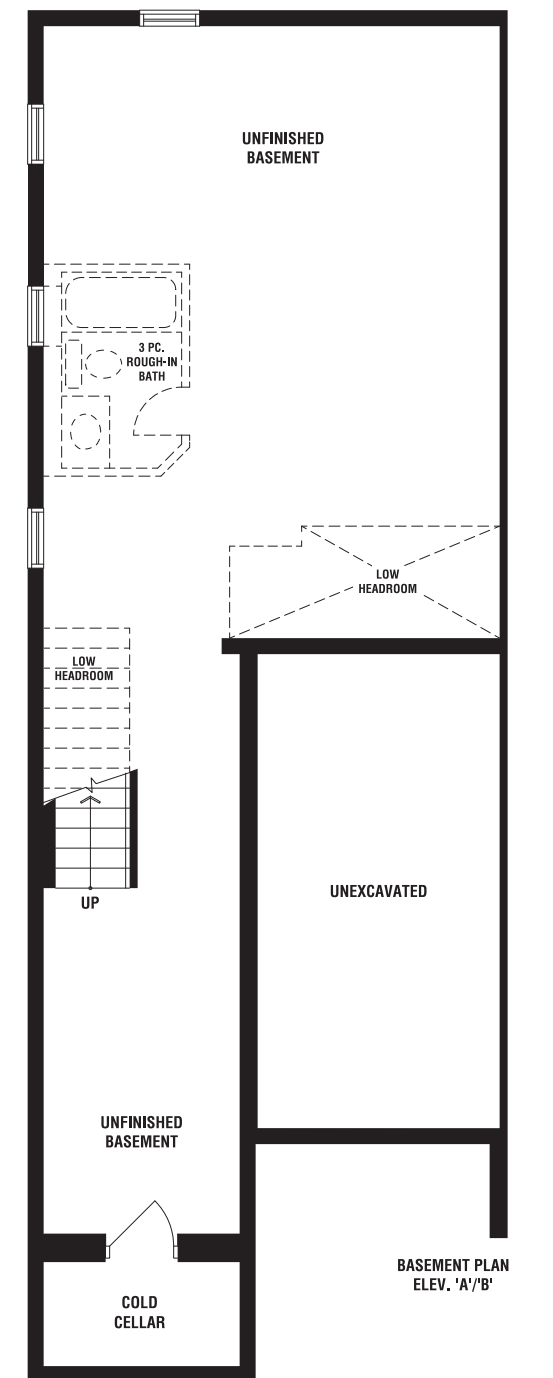 UNFINISHED
BASEMENT
3 PC.
ROUGH-IN
BATH
LOW
HEADROOM
LOW
HEADROOM
UNEXCAVATED
UP
UNFINISHED
BASEMENT
BASEMENT PLAN
ELEV. 'A'/'B'
COLD
CELLAR